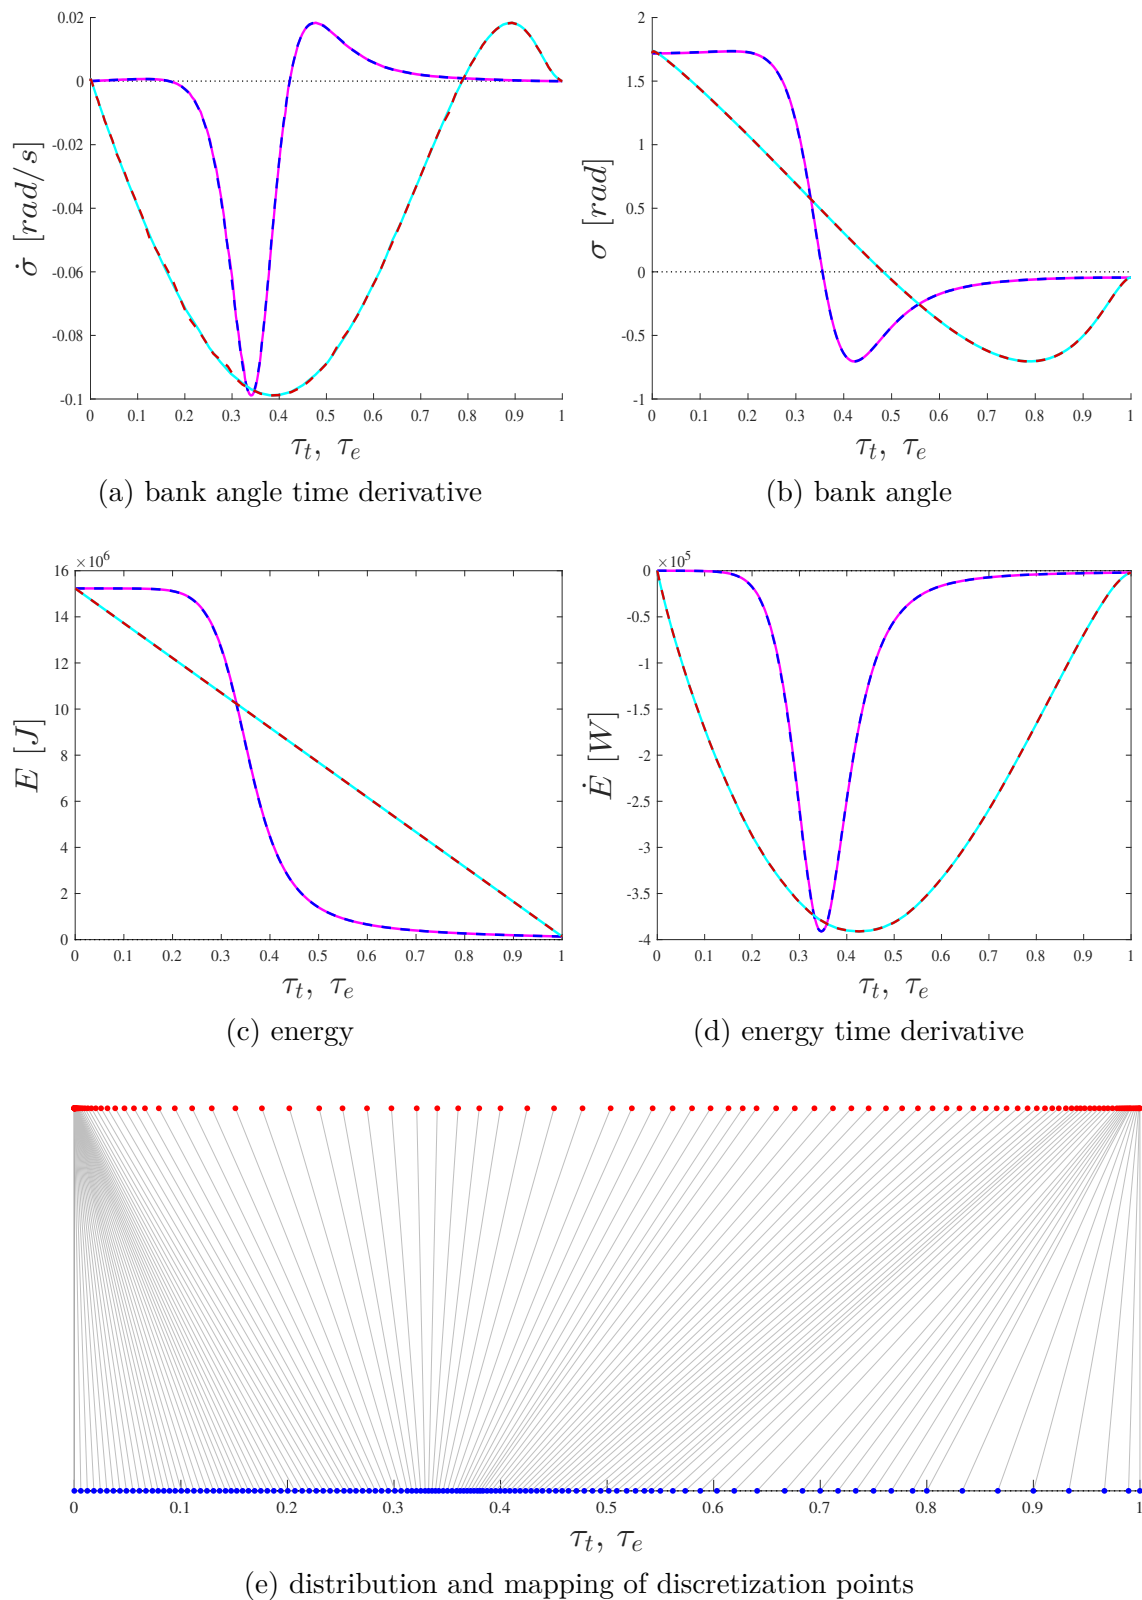 0.02
0
-0.02
-0.04
-0.06
-0.08
-0.1
0 0.1 0.2 0.3 0.4 0.5 0.6 0.7 0.8 0.9 1
σ̇ [rad/s]
τt, τe
(a) bank angle time derivative
2
1.5
1
0.5
0
-0.5
-1
0 0.1 0.2 0.3 0.4 0.5 0.6 0.7 0.8 0.9 1
σ [rad]
τt, τe
(b) bank angle
×10⁶
16
14
12
10
8
6
4
2
0
0 0.1 0.2 0.3 0.4 0.5 0.6 0.7 0.8 0.9 1
E [J]
τt, τe
(c) energy
×10⁵
0
-0.5
-1
-1.5
-2
-2.5
-3
-3.5
-4
0 0.1 0.2 0.3 0.4 0.5 0.6 0.7 0.8 0.9 1
Ė [W]
τt, τe
(d) energy time derivative
0 0.1 0.2 0.3 0.4 0.5 0.6 0.7 0.8 0.9 1
τt, τe
(e) distribution and mapping of discretization points